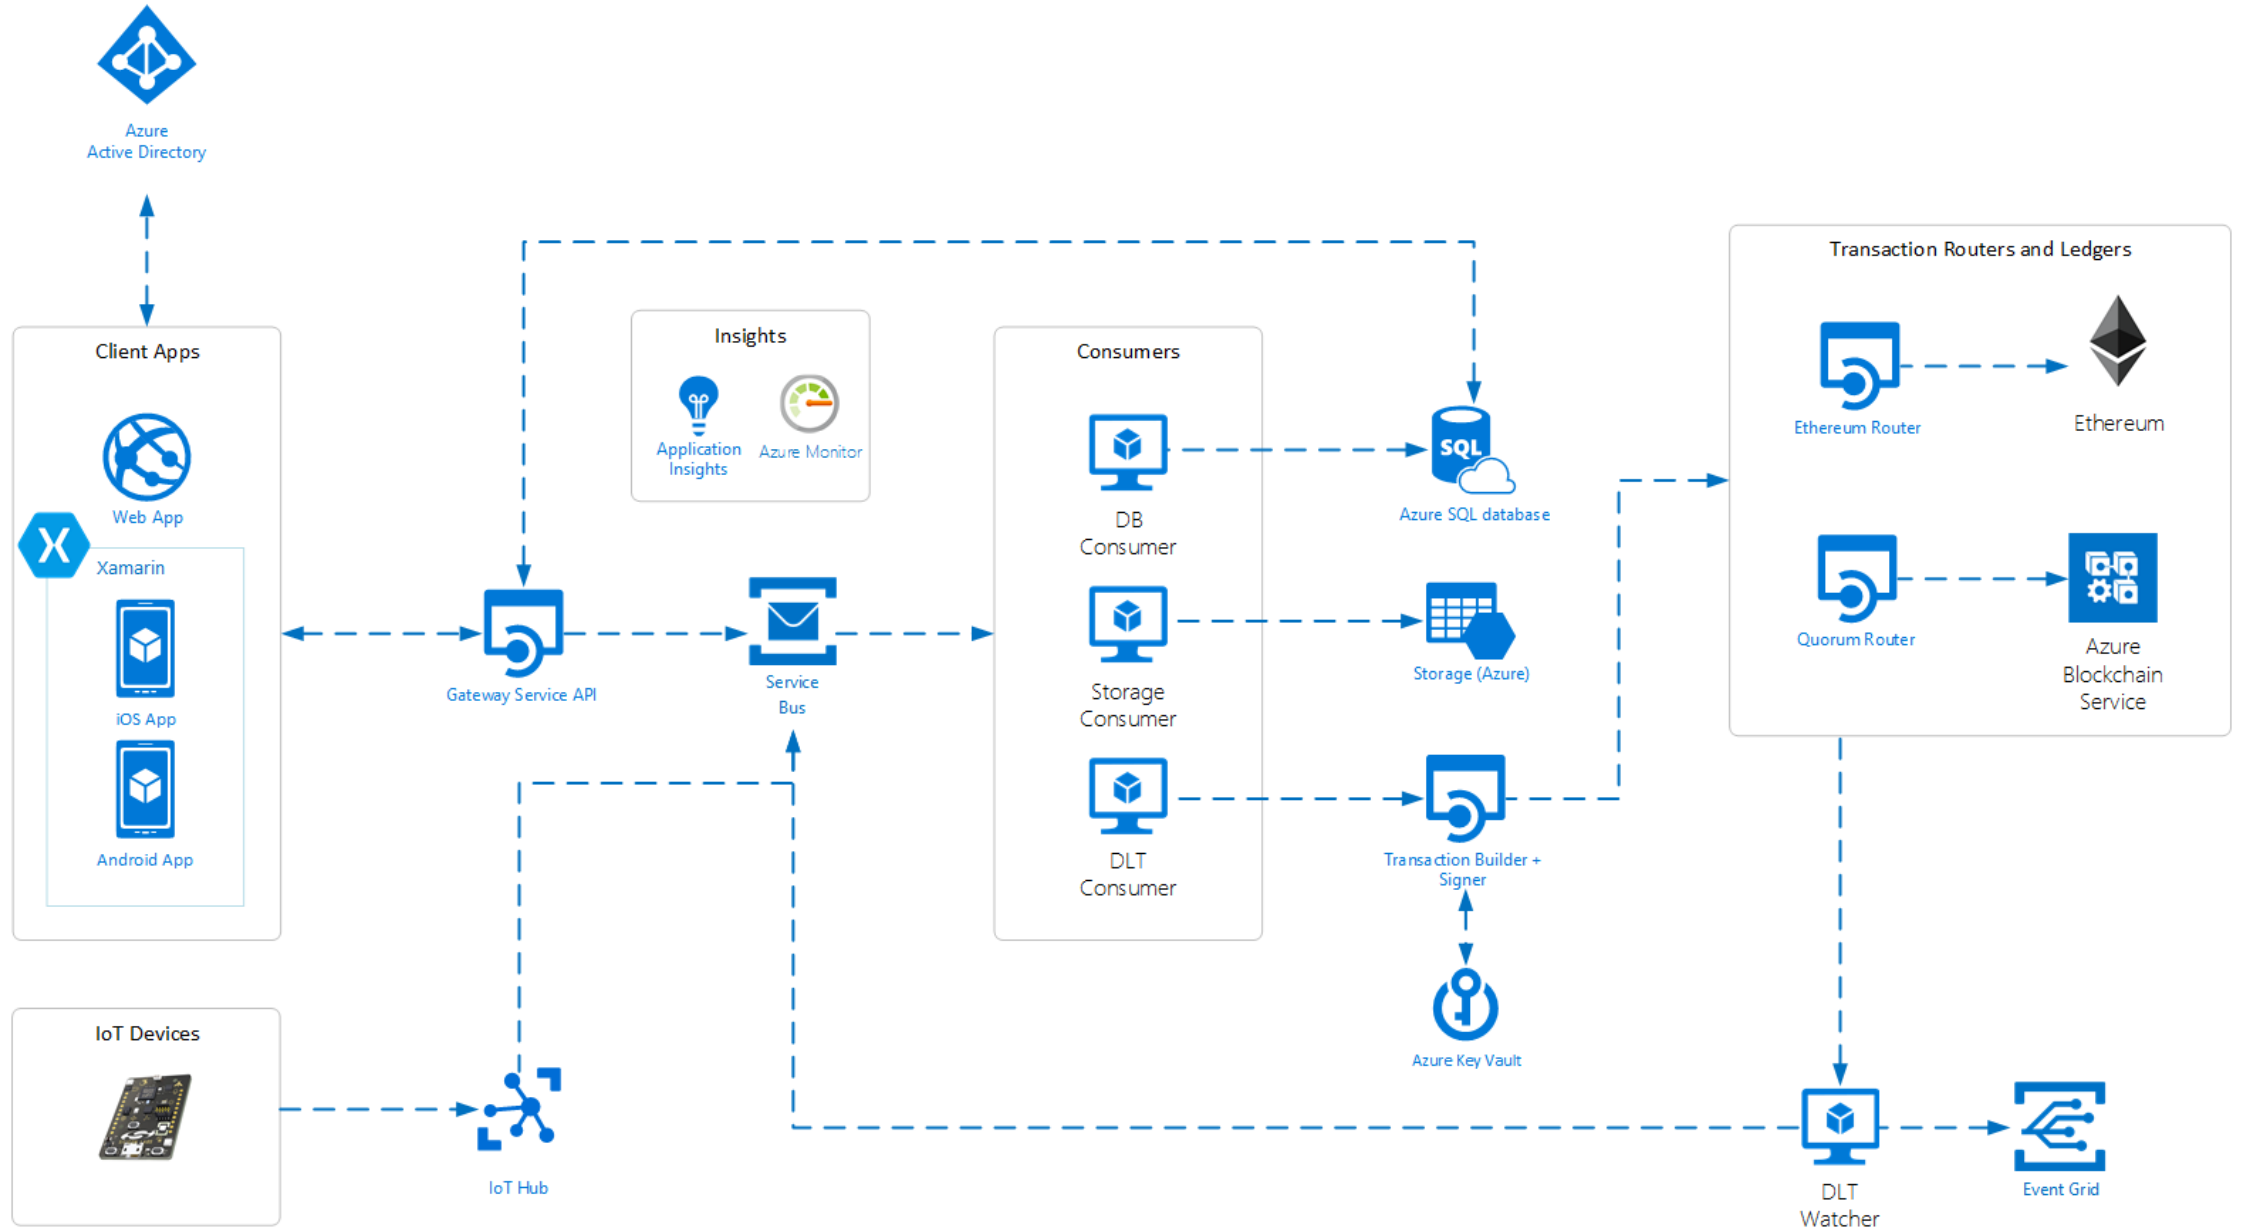 Azure
Active Directory
Client Apps
Web App
X
Xamarin
iOS App
Android App
IoT Devices
IoT Hub
Gateway Service API
Insights
Application
Insights
Azure Monitor
Service
Bus
Consumers
DB
Consumer
Storage
Consumer
DLT
Consumer
SQL
Azure SQL database
Storage (Azure)
Transaction Builder +
Signer
Azure Key Vault
Transaction Routers and Ledgers
Ethereum Router
Ethereum
Quorum Router
Azure
Blockchain
Service
DLT
Watcher
Event Grid